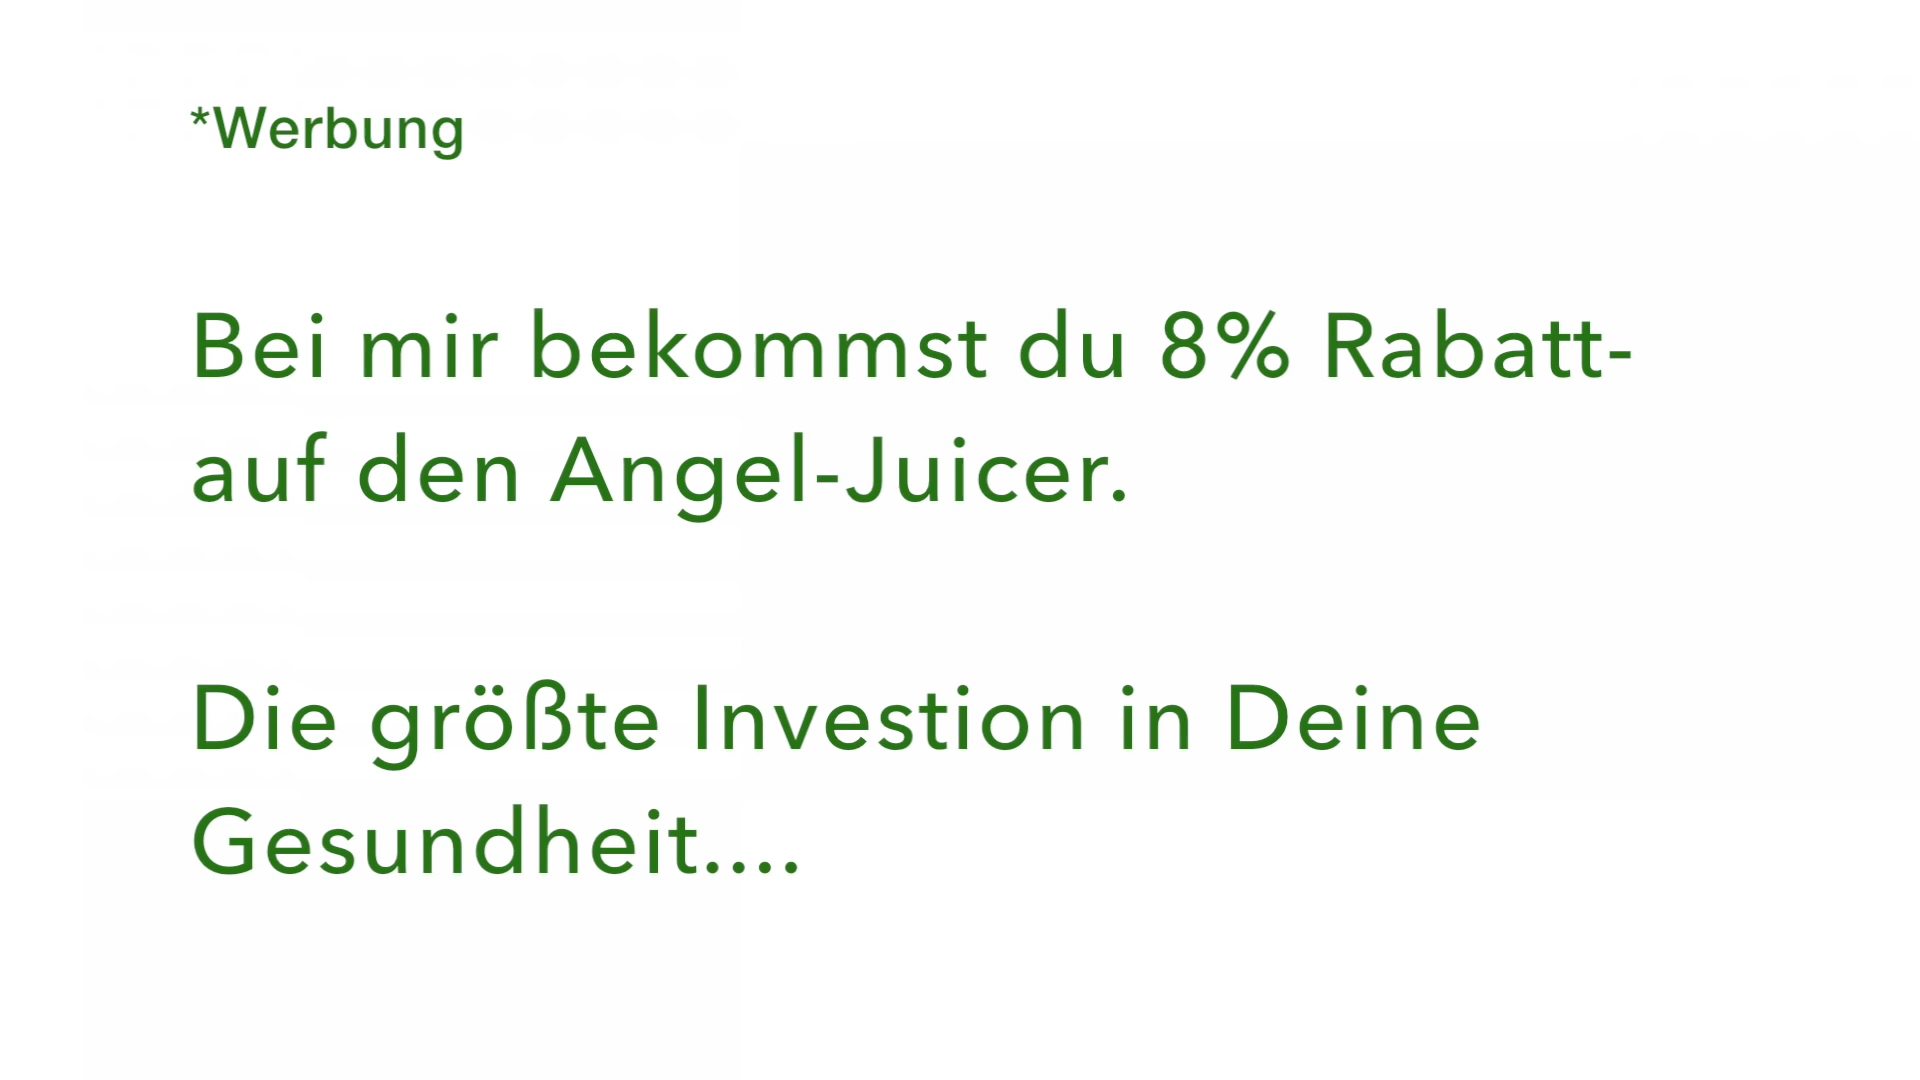 *Werbung
Bei mir bekommst du 8% Rabatt-
auf den Angel-Juicer.
Die größte Investion in Deine
Gesundheit....